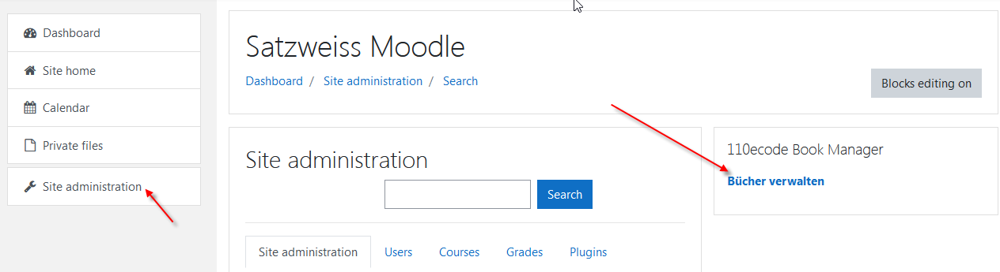 Dashboard
Site home
Calendar
Private files
Site administration
Satzweiss Moodle
Dashboard / Site administration / Search
Blocks editing on
Site administration
Search
Site administration Users Courses Grades Plugins
110ecode Book Manager
Bücher verwalten